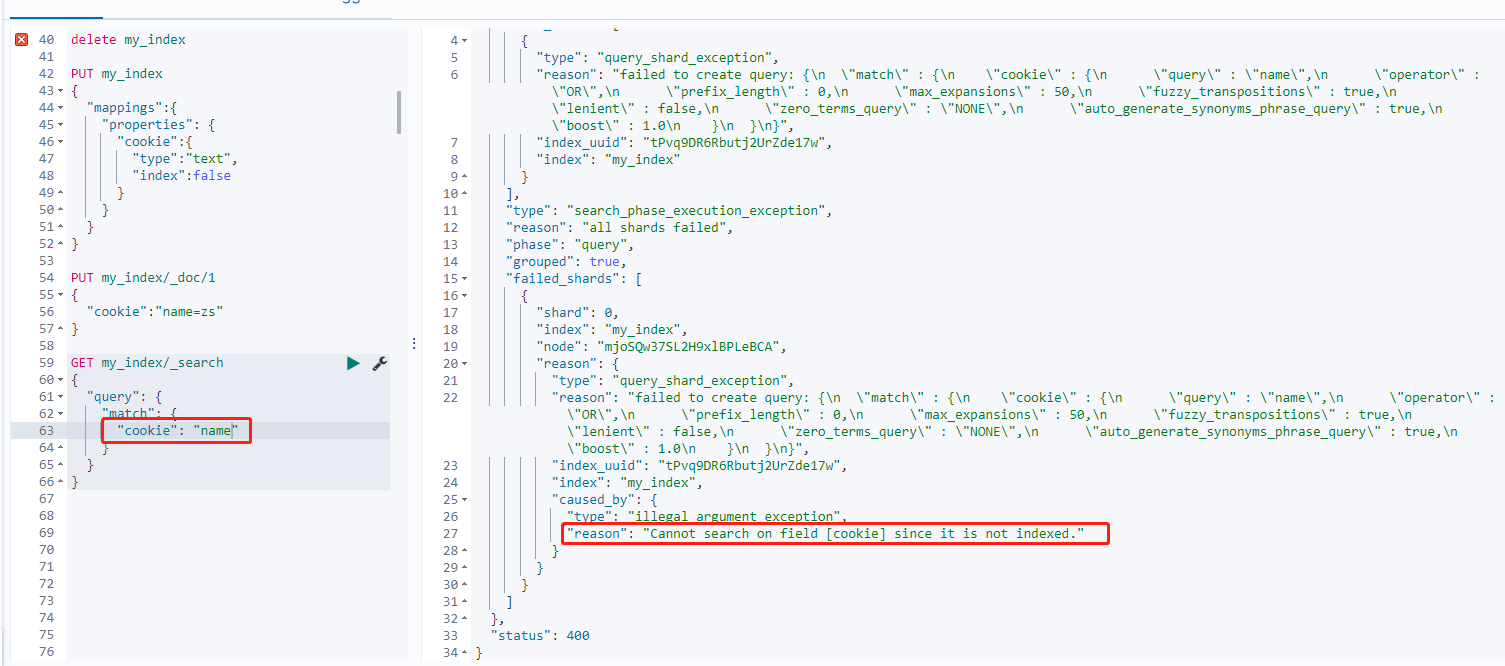 40 delete my_index
41
42 PUT my_index
43 {
44 "mappings":{
45 "properties": {
46 "cookie":{
47 "type":"text",
48 "index":false
49 }
50 }
51 }
52 }
53
54 PUT my_index/_doc/1
55 {
56 "cookie":"name=zs"
57 }
58
59 GET my_index/_search
60 {
61 "query": {
62 "match": {
63 "cookie": "name"
64 }
65 }
66 }
67
68
69
70
71
72
73
74
75
76
4 {
5 "type": "query_shard_exception",
6 "reason": "failed to create query: {\n \"match\" : {\n \"cookie\" : {\n \"query\" : \"name\",\n \"operator\" :
\"OR\",\n \"prefix_length\" : 0,\n \"max_expansions\" : 50,\n \"fuzzy_transpositions\" : true,\n
\"lenient\" : false,\n \"zero_terms_query\" : \"NONE\",\n \"auto_generate_synonyms_phrase_query\" : true,\n
\"boost\" : 1.0\n }\n }\n}",
7 "index_uuid": "tPvq9DR6Rbutj2UrZde17w",
8 "index": "my_index"
9 }
10 ],
11 "type": "search_phase_execution_exception",
12 "reason": "all shards failed",
13 "phase": "query",
14 "grouped": true,
15 "failed_shards": [
16 {
17 "shard": 0,
18 "index": "my_index",
19 "node": "mjoSQw37SL2H9xlBPLeBCA",
20 "reason": {
21 "type": "query_shard_exception",
22 "reason": "failed to create query: {\n \"match\" : {\n \"cookie\" : {\n \"query\" : \"name\",\n \"operator\" :
\"OR\",\n \"prefix_length\" : 0,\n \"max_expansions\" : 50,\n \"fuzzy_transpositions\" : true,\n
\"lenient\" : false,\n \"zero_terms_query\" : \"NONE\",\n \"auto_generate_synonyms_phrase_query\" : true,\n
\"boost\" : 1.0\n }\n }\n}",
23 "index_uuid": "tPvq9DR6Rbutj2UrZde17w",
24 "index": "my_index",
25 "caused_by": {
26 "type": "illegal_argument_exception",
27 "reason": "Cannot search on field [cookie] since it is not indexed."
28 }
29 }
30 }
31 ]
32 },
33 "status": 400
34 }